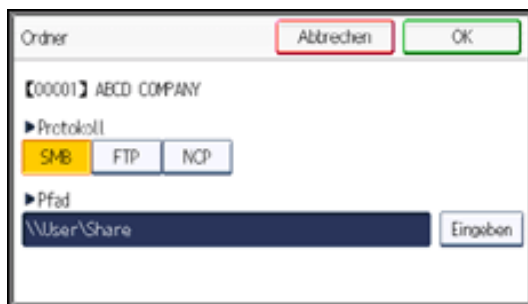 Ordner Abbrechen OK
【00001】 ABCD COMPANY
▶Protokoll
SMB FTP NCP
▶Pfad
\\User\Share Eingeben